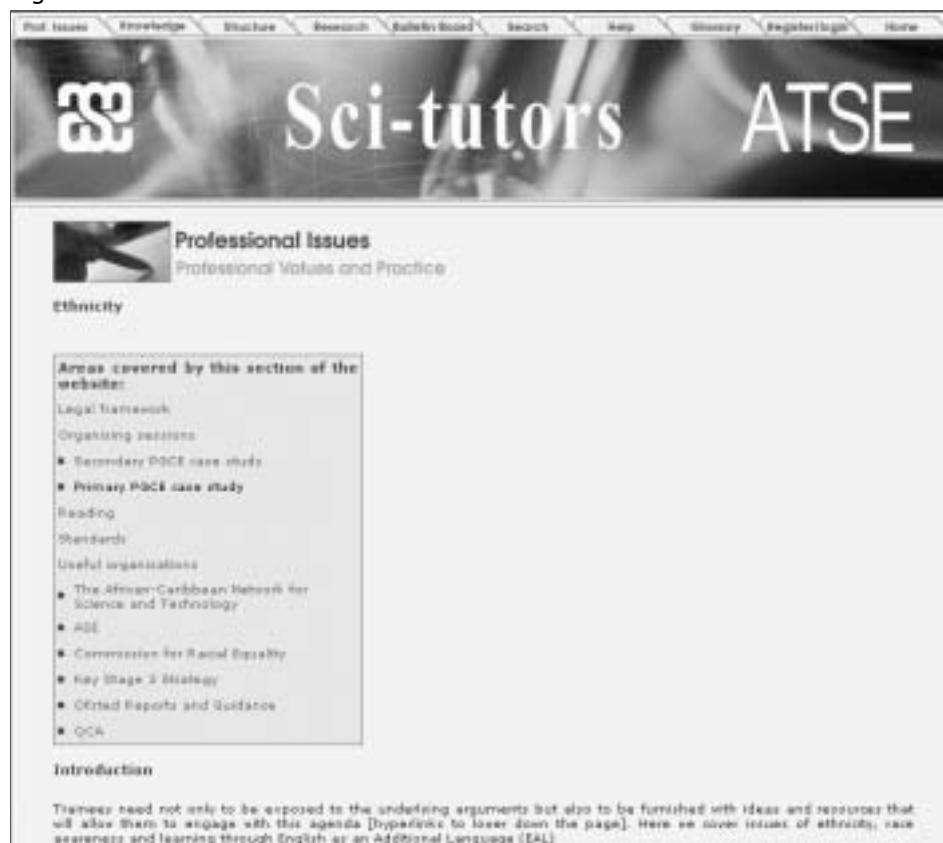 Prof. Issues Knowledge Structure Research Bulletin Board Search Help Glossary Register/login Home
ase Sci-tutors ATSE
Professional Issues
Professional Values and Practice
Ethnicity
Areas covered by this section of the
website:
Legal framework
Organising sessions
Secondary PGCE case study
Primary PGCE case study
Reading
Standards
Useful organisations
The African-Caribbean Network for
Science and Technology
ASE
Commission for Racial Equality
Key Stage 3 Strategy
Ofsted Reports and Guidance
QCA
Introduction
Trainees need not only to be exposed to the underlying arguments but also to be furnished with ideas and resources that
will allow them to engage with this agenda [hyperlinks to lower down the page]. Here we cover issues of ethnicity, race
awareness and learning through English as an Additional Language (EAL)